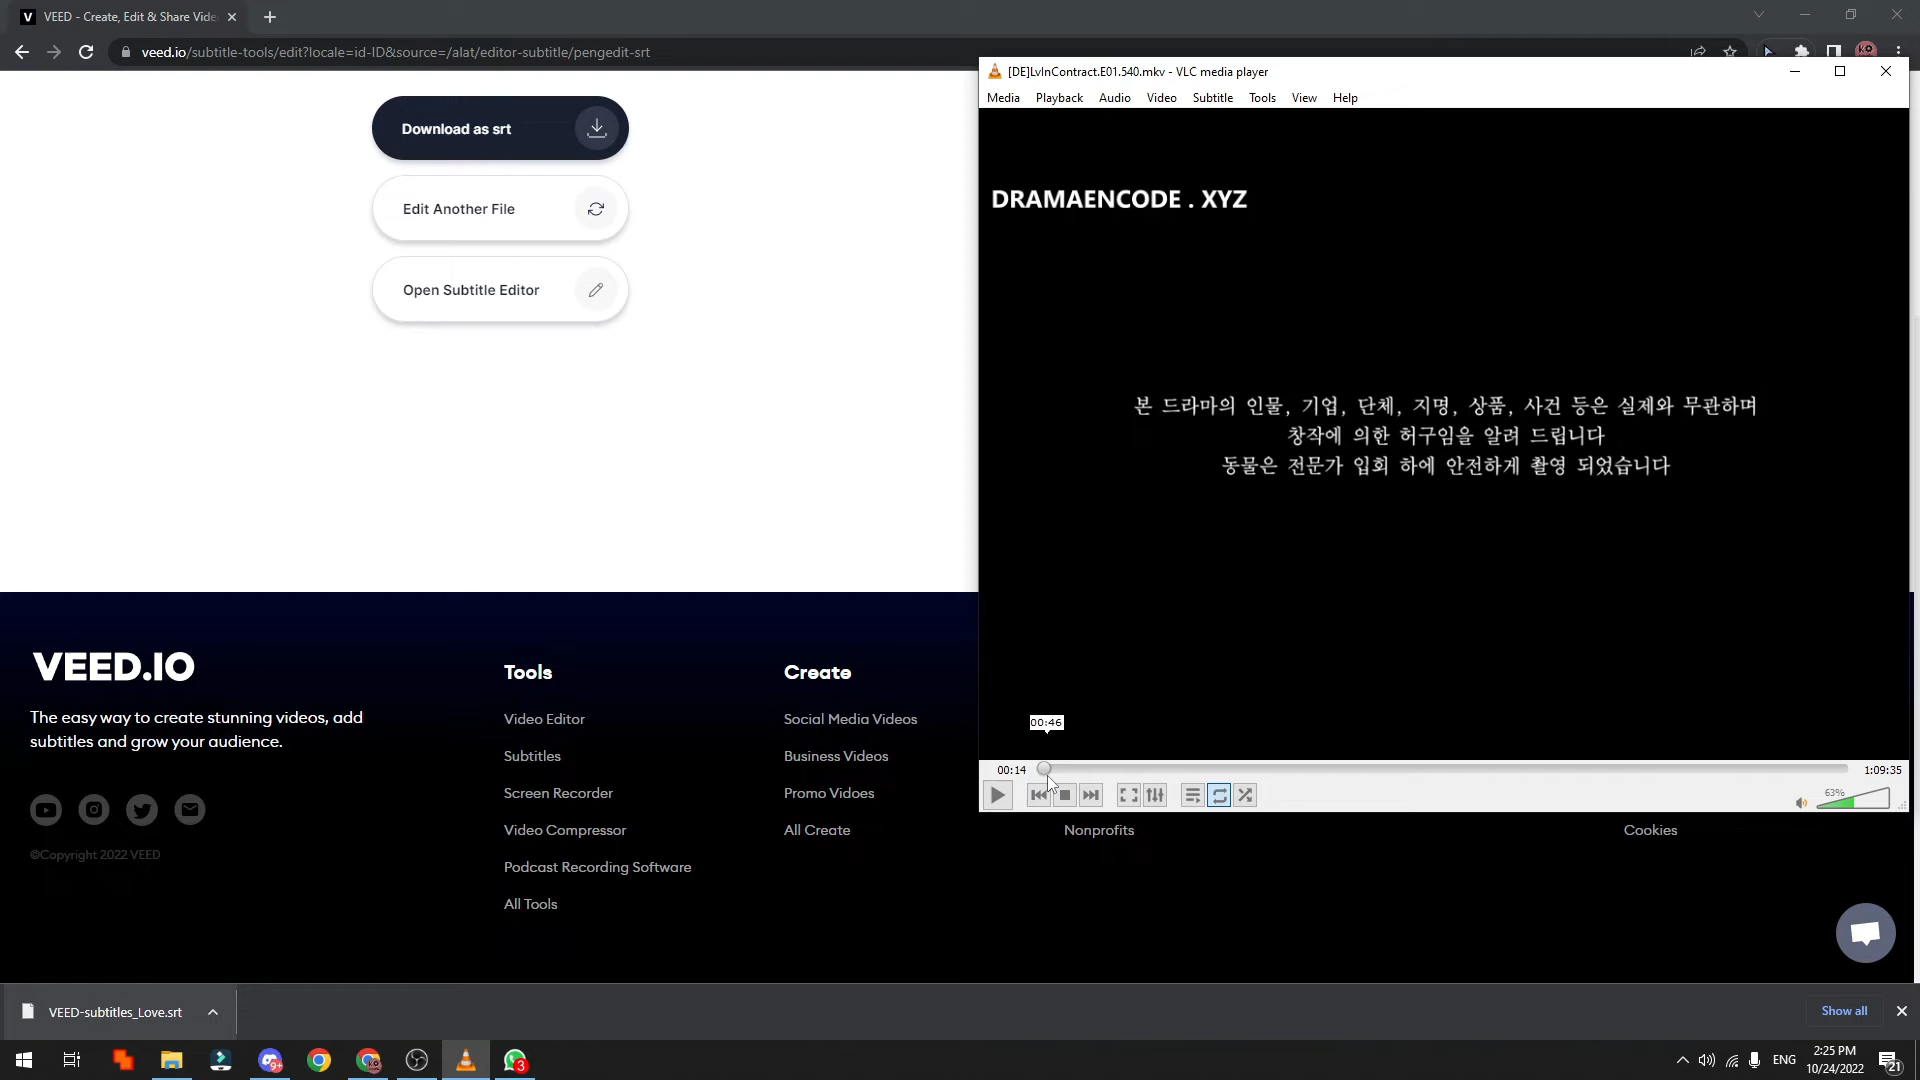 VEED - Create, Edit & Share Vide
veed.io/subtitle-tools/edit?locale=id-ID&source=/alat/editor-subtitle/pengedit-srt
Download as srt
Edit Another File
Open Subtitle Editor
[DE]LvInContract.E01.540.mkv - VLC media player
Media Playback Audio Video Subtitle Tools View Help
DRAMAENCODE . XYZ
본 드라마의 인물, 기업, 단체, 지명, 상품, 사건 등은 실제와 무관하며
창작에 의한 허구임을 알려 드립니다
동물은 전문가 입회 하에 안전하게 촬영 되었습니다
00:46
00:14
1:09:35
63%
VEED.IO
The easy way to create stunning videos, add
subtitles and grow your audience.
©Copyright 2022 VEED
Tools
Video Editor
Subtitles
Screen Recorder
Video Compressor
Podcast Recording Software
All Tools
Create
Social Media Videos
Business Videos
Promo Vidoes
All Create
Nonprofits
Cookies
VEED-subtitles_Love.srt
Show all
9+
3
ENG
2:25 PM
10/24/2022
21